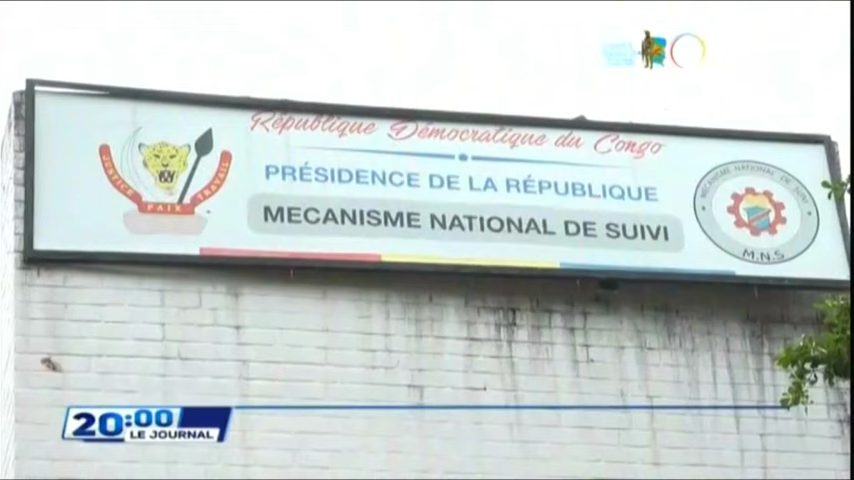 République Démocratique du Congo
PRÉSIDENCE DE LA RÉPUBLIQUE
MECANISME NATIONAL DE SUIVI
JUSTICE PAIX TRAVAIL
MECANISME NATIONAL DE SUIVI
M.N.S
20:00
LE JOURNAL